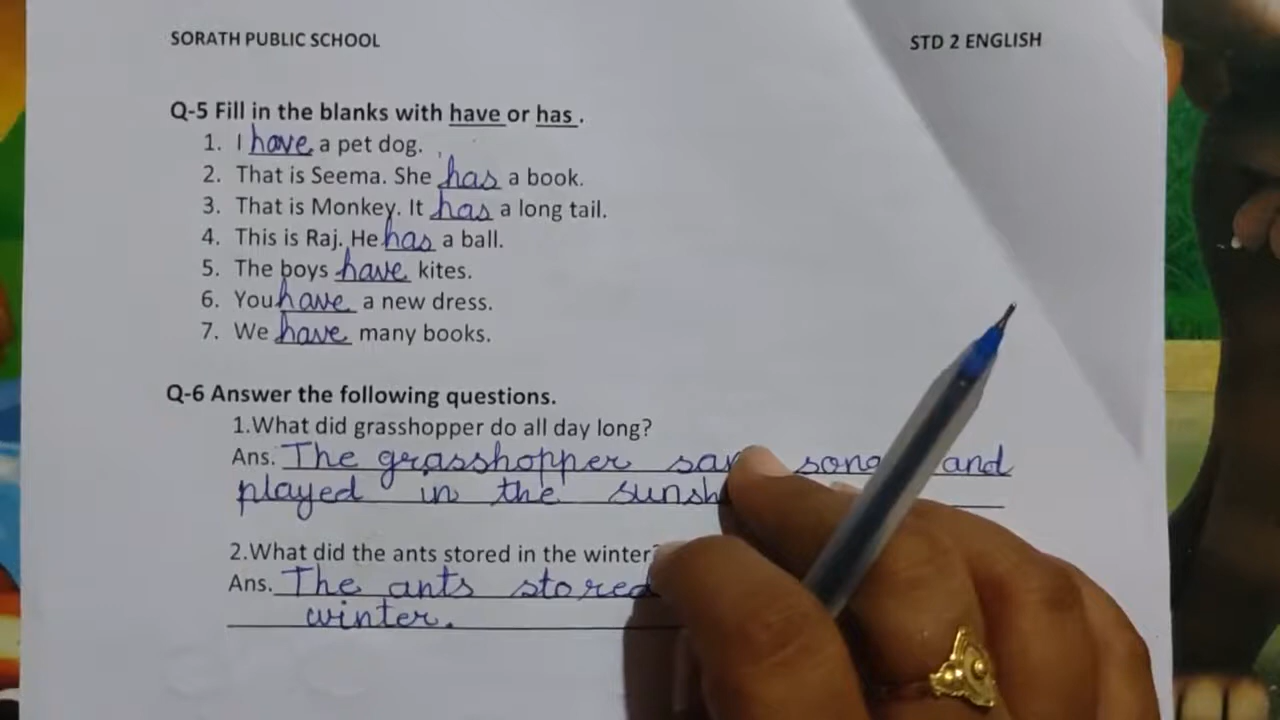 SORATH PUBLIC SCHOOL STD 2 ENGLISH
Q-5 Fill in the blanks with have or has.
1. I have a pet dog.
2. That is Seema. She has a book.
3. That is Monkey. It has a long tail.
4. This is Raj. He has a ball.
5. The boys have kites.
6. You have a new dress.
7. We have many books.
Q-6 Answer the following questions.
1.What did grasshopper do all day long?
Ans. The grasshopper and
played in the
2.What did the ants stored in the winter?
Ans. The ants stored
winter.